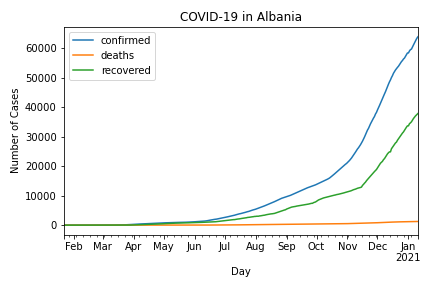 COVID-19 in Albania
confirmed
deaths
recovered
Number of Cases
60000
50000
40000
30000
20000
10000
0
Feb Mar Apr May Jun Jul Aug Sep Oct Nov Dec Jan
2021
Day